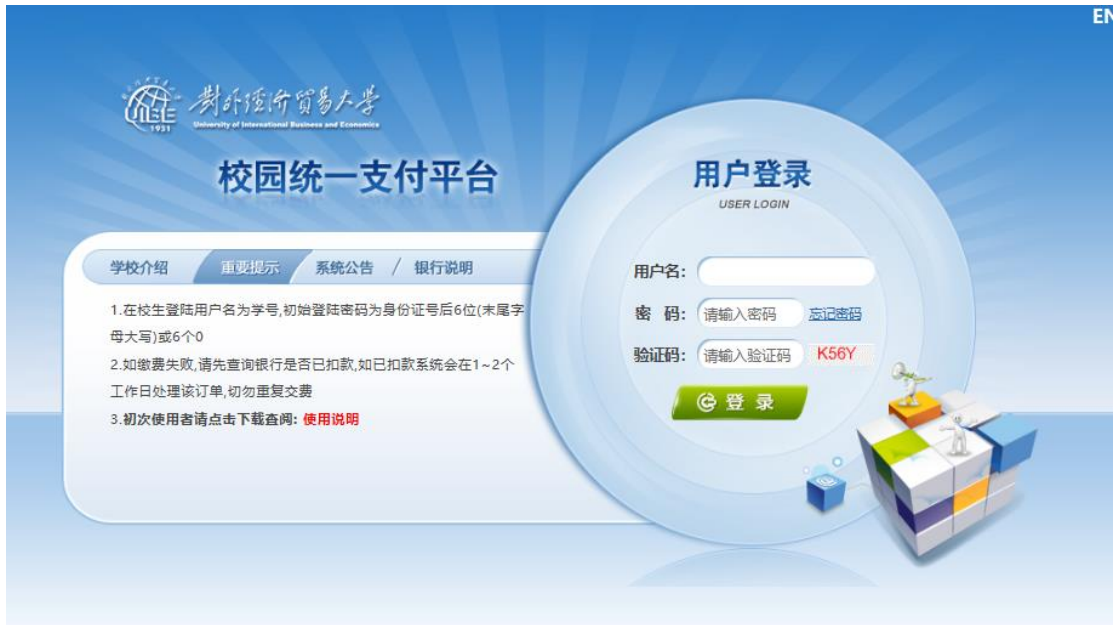 EN
UIBE
1931
對外經濟貿易大學
University of International Business and Economics
校园统一支付平台
用户登录
USER LOGIN
学校介绍 重要提示 系统公告 / 银行说明
1.在校生登陆用户名为学号,初始登陆密码为身份证号后6位(末尾字
母大写)或6个0
2.如缴费失败,请先查询银行是否已扣款,如已扣款系统会在1~2个
工作日处理该订单,切勿重复交费
3.初次使用者请点击下载查阅: 使用说明
用户名:
密 码: 请输入密码 忘记密码
验证码: 请输入验证码 K56Y
登 录